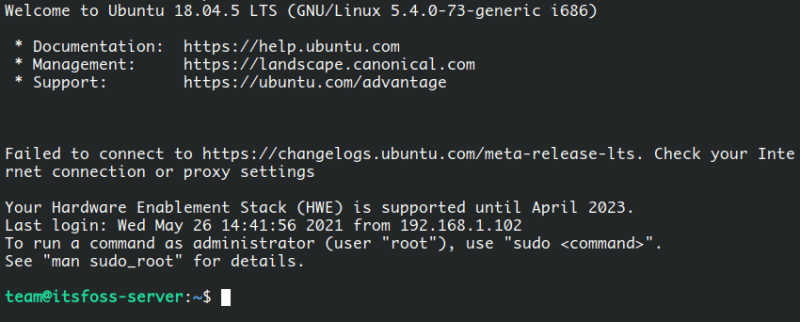 Welcome to Ubuntu 18.04.5 LTS (GNU/Linux 5.4.0-73-generic i686)
* Documentation:  https://help.ubuntu.com
* Management:     https://landscape.canonical.com
* Support:        https://ubuntu.com/advantage
Failed to connect to https://changelogs.ubuntu.com/meta-release-lts. Check your Inte
rnet connection or proxy settings
Your Hardware Enablement Stack (HWE) is supported until April 2023.
Last login: Wed May 26 14:41:56 2021 from 192.168.1.102
To run a command as administrator (user "root"), use "sudo <command>".
See "man sudo_root" for details.
team@itsfoss-server:~$